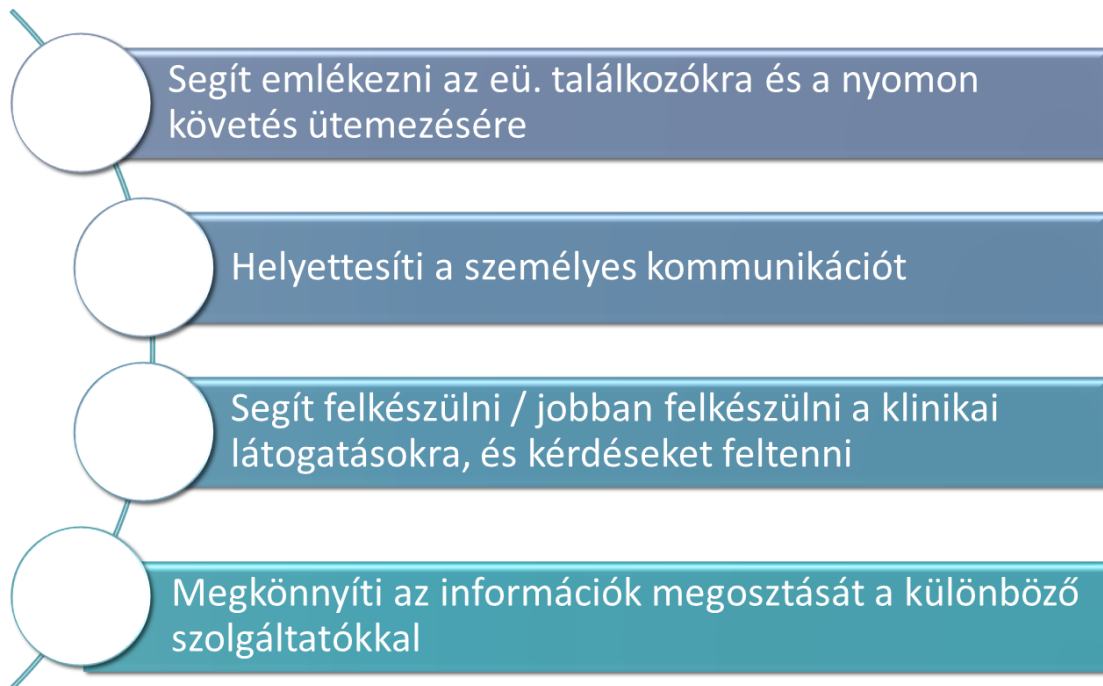 Segít emlékezni az eü. találkozókra és a nyomon
követés ütemezésére
Helyettesíti a személyes kommunikációt
Segít felkészülni / jobban felkészülni a klinikai
látogatásokra, és kérdéseket feltenni
Megkönnyíti az információk megosztását a különböző
szolgáltatókkal